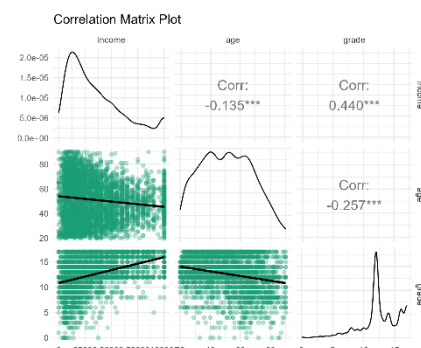 Correlation Matrix Plot
income age grade
2.0e-05
1.5e-05
1.0e-05
5.0e-06
0.0e+00
Corr:
-0.135***
Corr:
0.440***
income
80
60
40
20
Corr:
-0.257***
age
15
10
5
0
grade